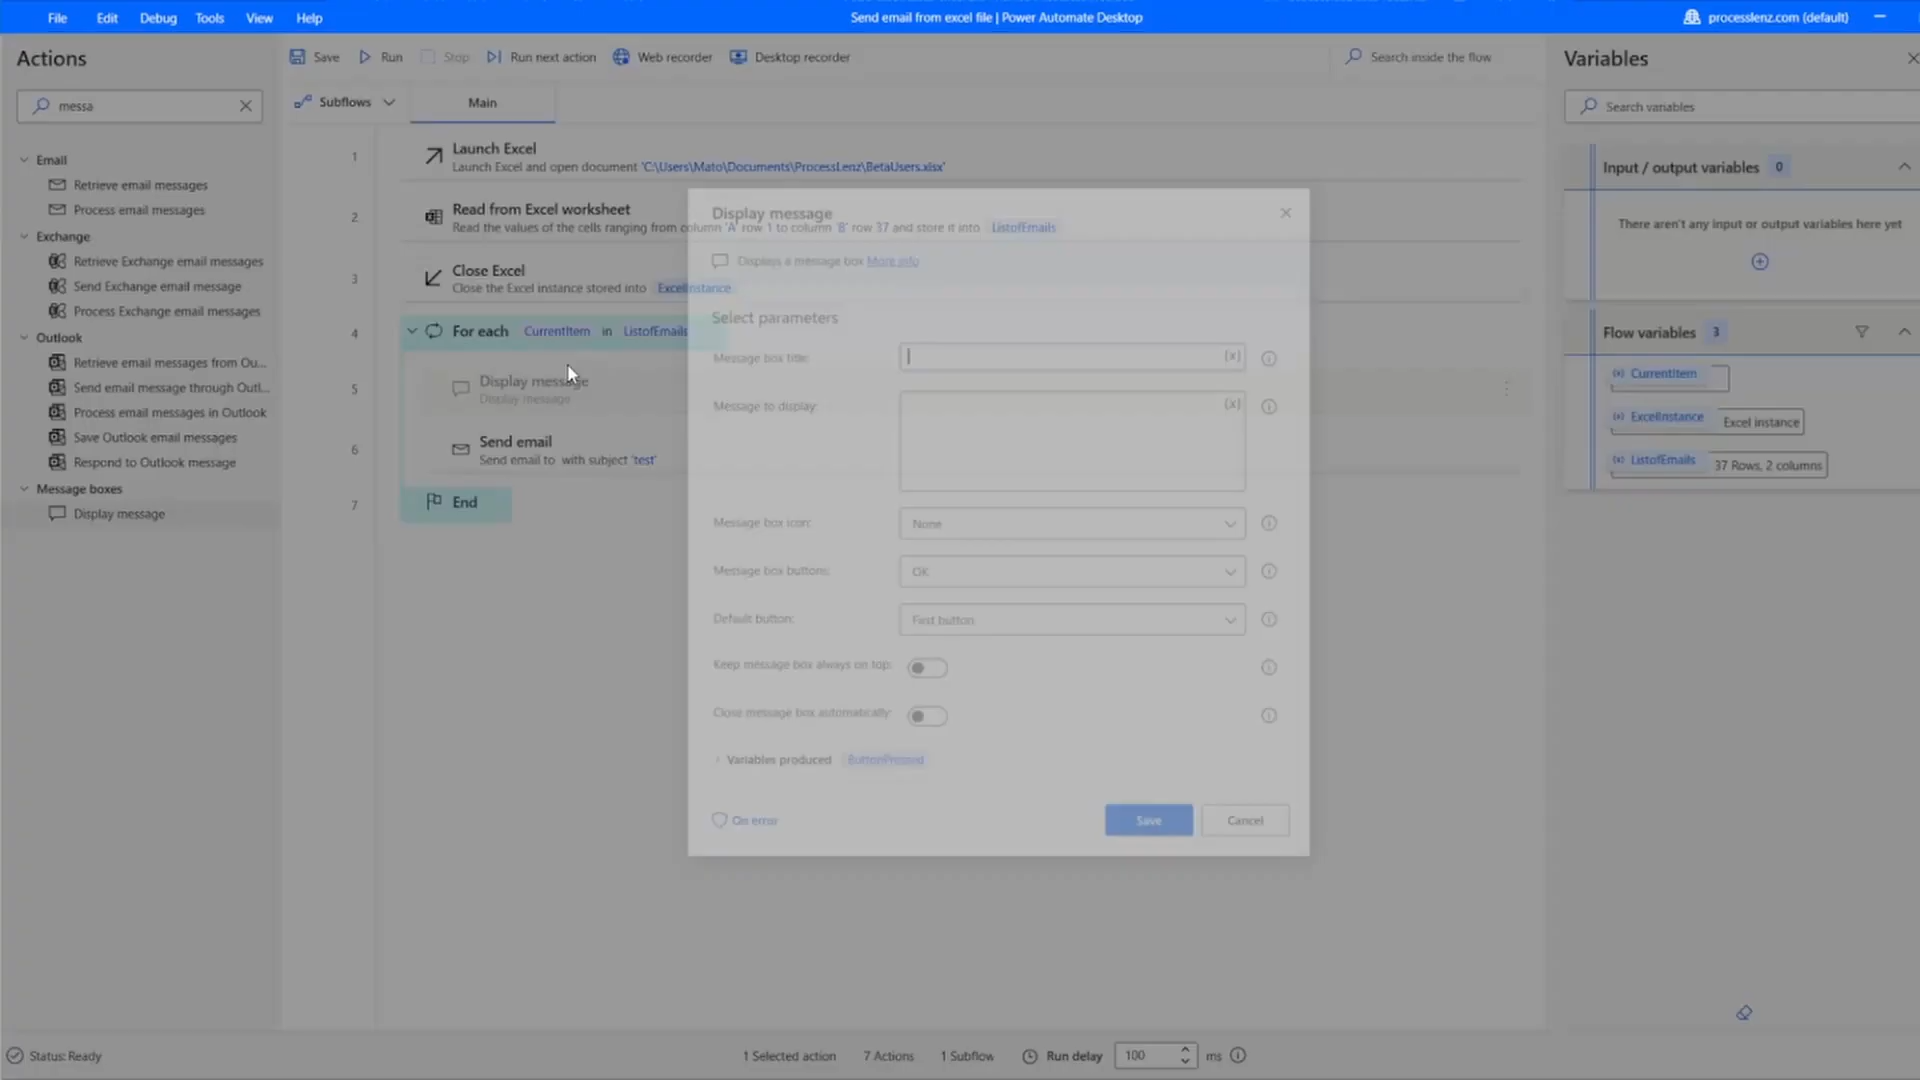 File Edit Debug Tools View Help
Send email from excel file | Power Automate Desktop
processlenz.com (default)
Actions
messa
Email
Retrieve email messages
Process email messages
Exchange
Retrieve Exchange email messages
Send Exchange email message
Process Exchange email messages
Outlook
Retrieve email messages from Ou...
Send email message through Outl...
Process email messages in Outlook
Save Outlook email messages
Respond to Outlook message
Message boxes
Display message
Save Run Stop Run next action Web recorder Desktop recorder
Search inside the flow
Subflows Main
1 Launch Excel
Launch Excel and open document 'C:\Users\Mato\Documents\ProcessLenz\BetaUsers.xlsx'
2 Read from Excel worksheet
Read the values of the cells ranging from column 'A' row 1 to column 'B' row 37 and store it into ListofEmails
3 Close Excel
Close the Excel instance stored into ExcelInstance
4 For each CurrentItem in ListofEmails
5 Display message
Display message
6 Send email
Send email to with subject 'test'
7 End
Display message
Displays a message box More info
Select parameters
Message box title: {x}
Message to display: {x}
Message box icon: None
Message box buttons: OK
Default button: First button
Keep message box always on top:
Close message box automatically:
Variables produced ButtonPressed
On error
Save Cancel
Variables
Search variables
Input / output variables 0
There aren't any input or output variables here yet
Flow variables 3
(x) CurrentItem
(x) ExcelInstance Excel instance
(x) ListofEmails 37 Rows, 2 columns
Status: Ready
1 Selected action 7 Actions 1 Subflow Run delay 100 ms